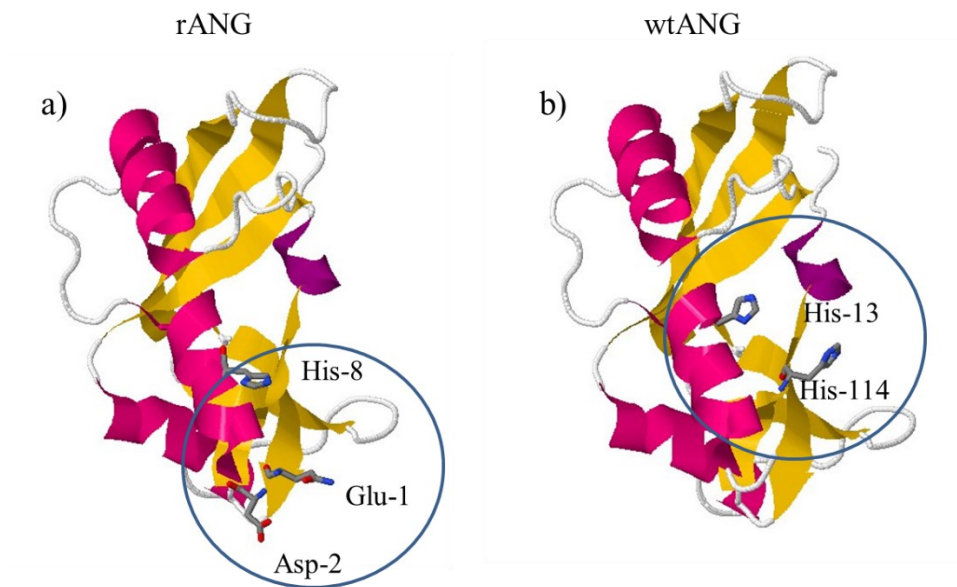 rANG
wtANG
a)
b)
His-13
His-114
His-8
Glu-1
Asp-2